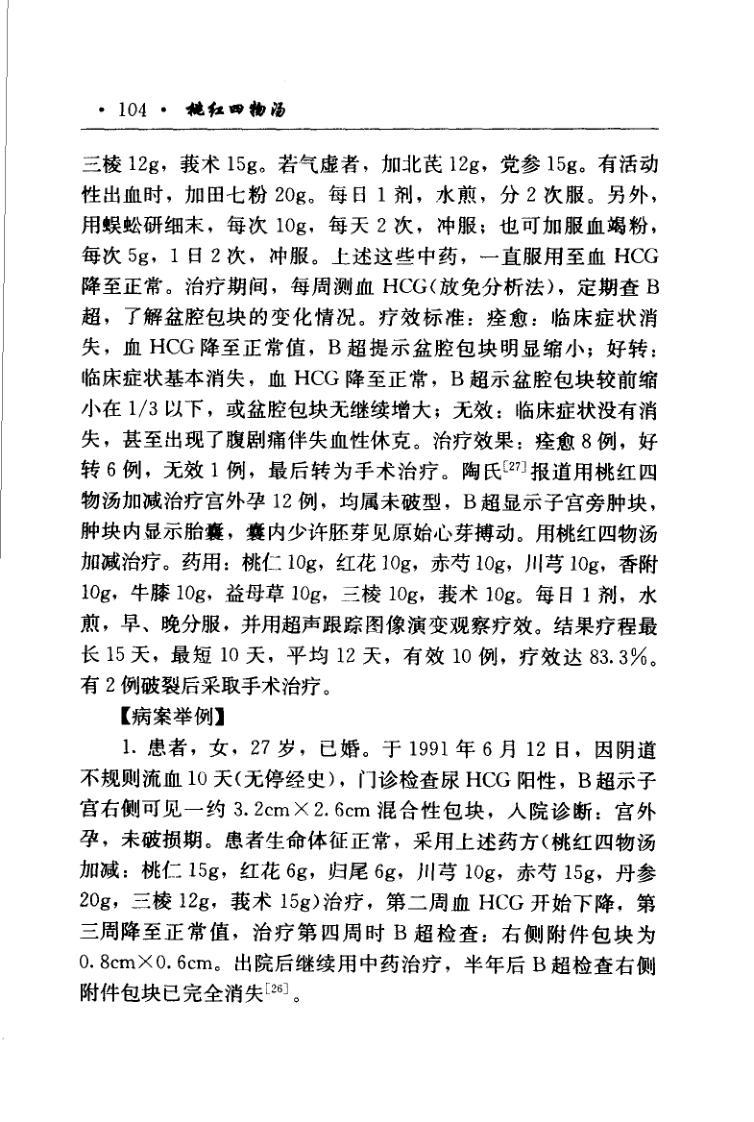 · 104 · 桃红四物汤
三棱 12g，莪术 15g。若气虚者，加北芪 12g，党参 15g。有活动
性出血时，加田七粉 20g。每日 1 剂，水煎，分 2 次服。另外，
用蜈蚣研细末，每次 10g，每天 2 次，冲服；也可加服血竭粉，
每次 5g，1 日 2 次，冲服。上述这些中药，一直服用至血 HCG
降至正常。治疗期间，每周测血 HCG(放免分析法)，定期查 B
超，了解盆腔包块的变化情况。疗效标准：痊愈：临床症状消
失，血 HCG 降至正常值，B 超提示盆腔包块明显缩小；好转：
临床症状基本消失，血 HCG 降至正常，B 超示盆腔包块较前缩
小在 1/3 以下，或盆腔包块无继续增大；无效：临床症状没有消
失，甚至出现了腹剧痛伴失血性休克。治疗效果：痊愈 8 例，好
转 6 例，无效 1 例，最后转为手术治疗。陶氏[27]报道用桃红四
物汤加减治疗宫外孕 12 例，均属未破型，B 超显示子宫旁肿块，
肿块内显示胎囊，囊内少许胚芽见原始心芽搏动。用桃红四物汤
加减治疗。药用：桃仁 10g，红花 10g，赤芍 10g，川芎 10g，香附
10g，牛膝 10g，益母草 10g，三棱 10g，莪术 10g。每日 1 剂，水
煎，早、晚分服，并用超声跟踪图像演变观察疗效。结果疗程最
长 15 天，最短 10 天，平均 12 天，有效 10 例，疗效达 83.3%。
有 2 例破裂后采取手术治疗。
【病案举例】
1. 患者，女，27 岁，已婚。于 1991 年 6 月 12 日，因阴道
不规则流血 10 天(无停经史)，门诊检查尿 HCG 阳性，B 超示子
宫右侧可见一约 3.2cm×2.6cm 混合性包块，入院诊断：宫外
孕，未破损期。患者生命体征正常，采用上述药方(桃红四物汤
加减：桃仁 15g，红花 6g，归尾 6g，川芎 10g，赤芍 15g，丹参
20g，三棱 12g，莪术 15g)治疗，第二周血 HCG 开始下降，第
三周降至正常值，治疗第四周时 B 超检查：右侧附件包块为
0.8cm×0.6cm。出院后继续用中药治疗，半年后 B 超检查右侧
附件包块已完全消失[26]。